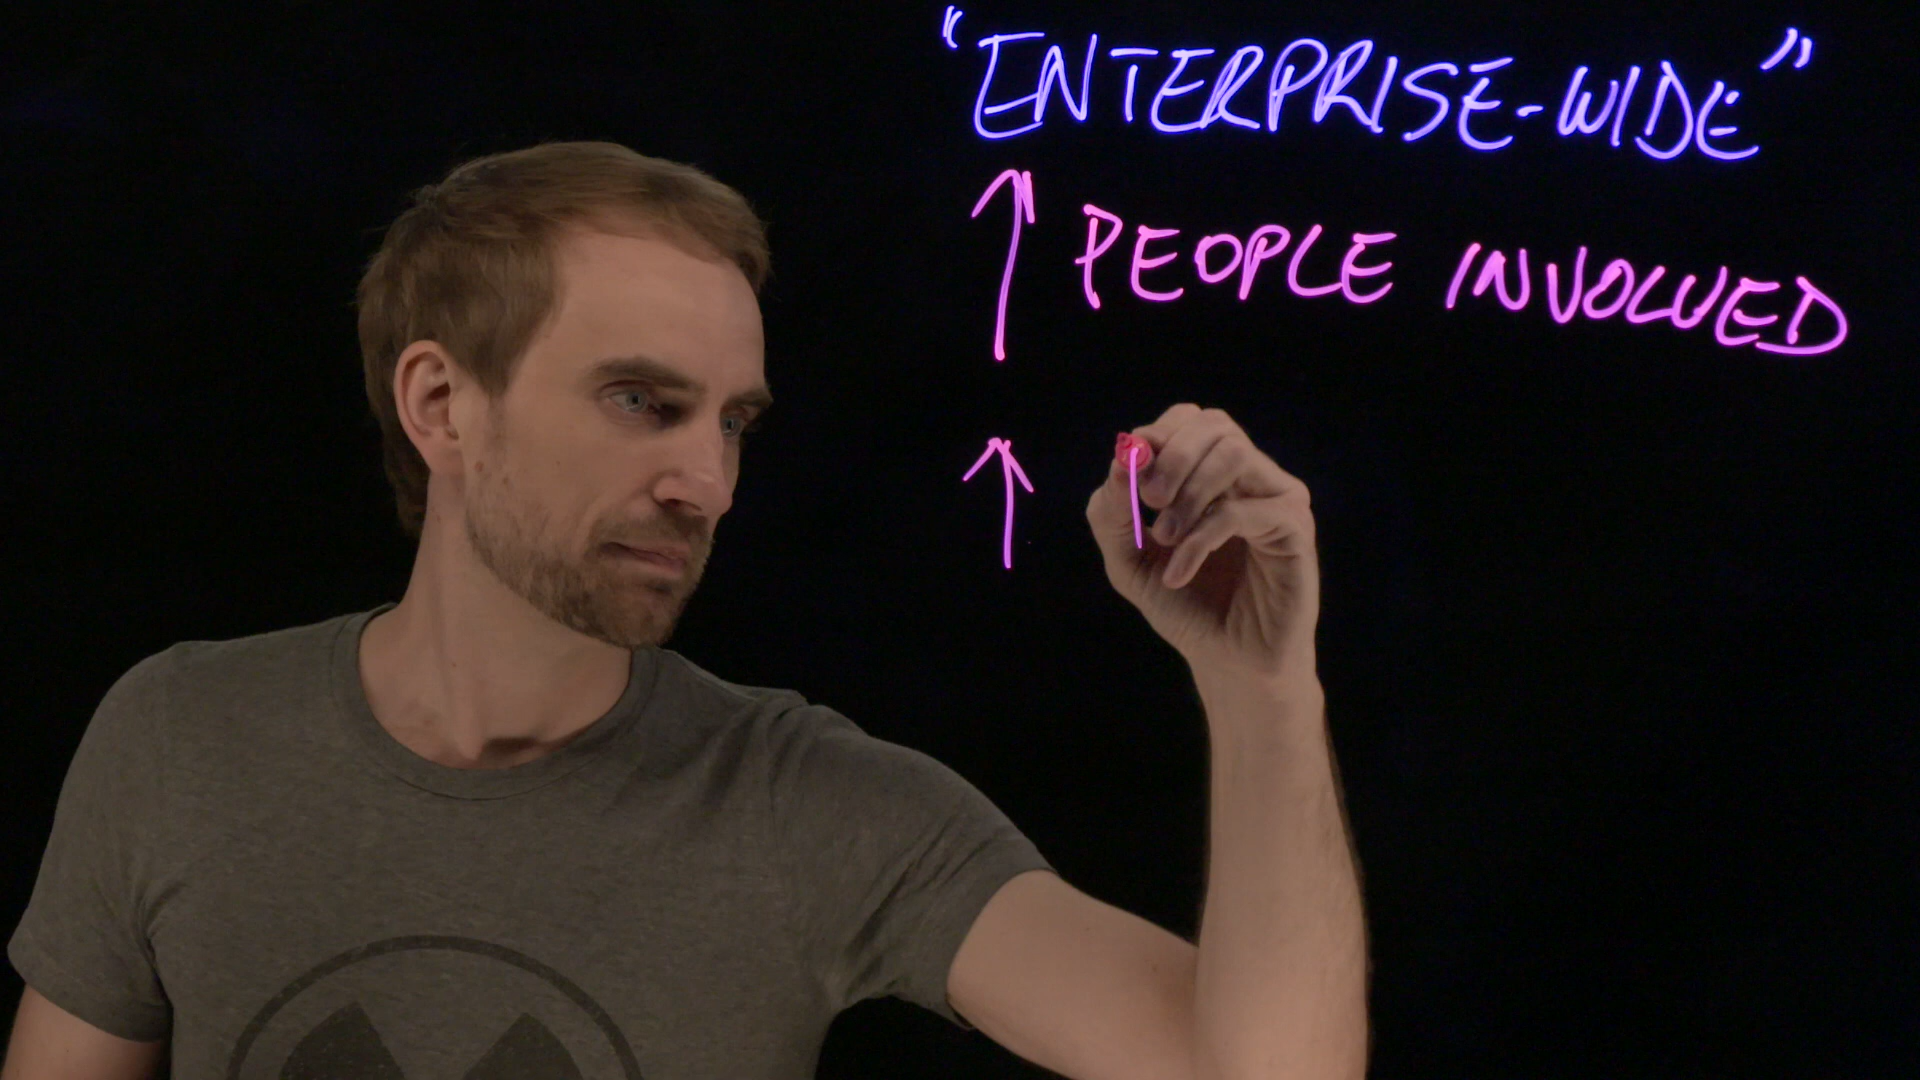 "ENTERPRISE-WIDE"
↑ PEOPLE INVOLVED
↑